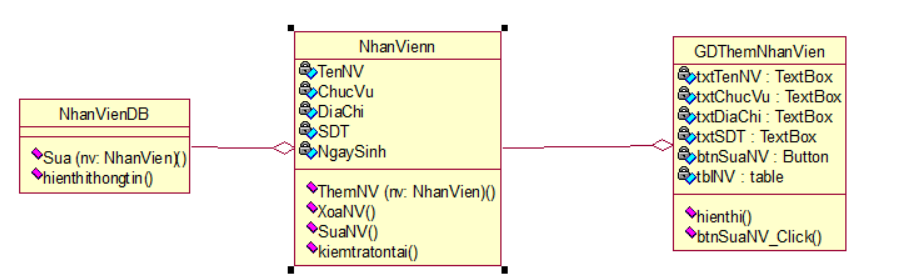 NhanVienDB
Sua (nv: NhanVien)()
hienthithongtin()
NhanVienn
TenNV
ChucVu
DiaChi
SDT
NgaySinh
ThemNV (nv: NhanVien)()
XoaNV()
SuaNV()
kiemtratontai()
GDThemNhanVien
txtTenNV : TextBox
txtChucVu : TextBox
txtDiaChi : TextBox
txtSDT : TextBox
btnSuaNV : Button
tblNV : table
hienthi()
btnSuaNV_Click()